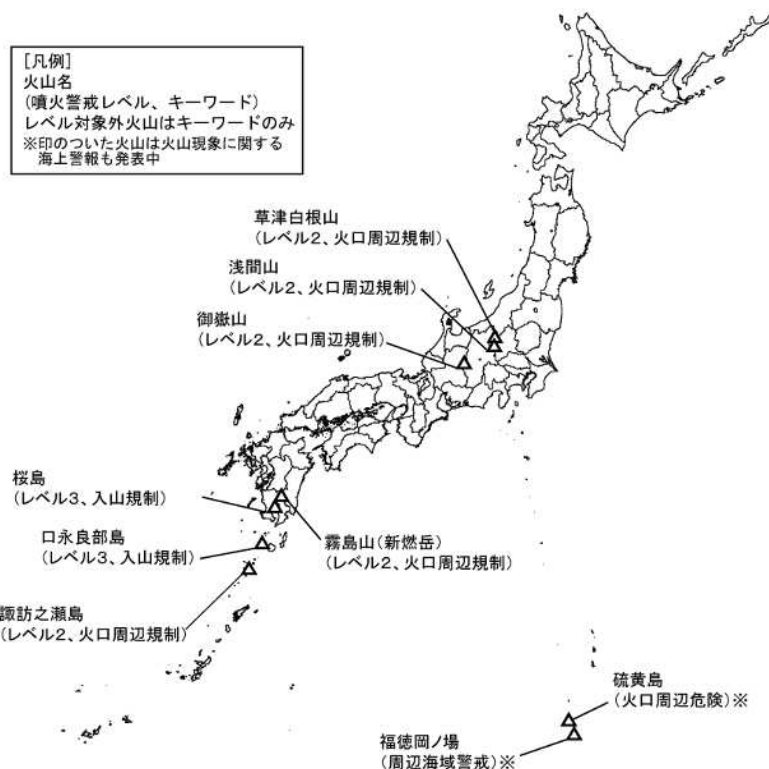 [凡例]
火山名
(噴火警戒レベル、キーワード)
レベル対象外火山はキーワードのみ
※印のついた火山は火山現象に関する
海上警報も発表中
草津白根山
(レベル2、火口周辺規制)
浅間山
(レベル2、火口周辺規制)
御嶽山
(レベル2、火口周辺規制)
桜島
(レベル3、入山規制)
口永良部島
(レベル3、入山規制)
霧島山(新燃岳)
(レベル2、火口周辺規制)
諏訪之瀬島
(レベル2、火口周辺規制)
硫黄島
(火口周辺危険)※
福徳岡ノ場
(周辺海域警戒)※